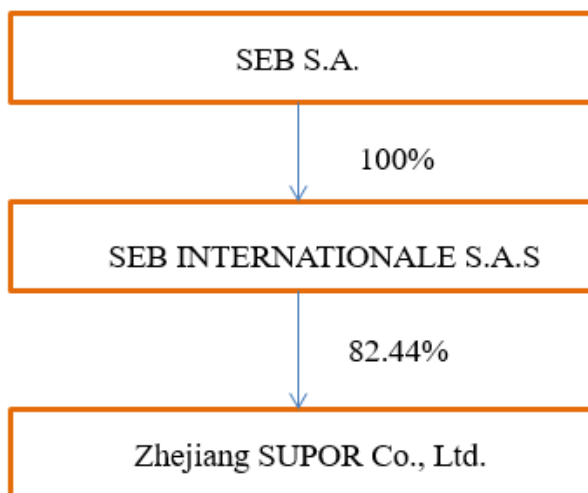 SEB S.A.
100%
SEB INTERNATIONALE S.A.S
82.44%
Zhejiang SUPOR Co., Ltd.